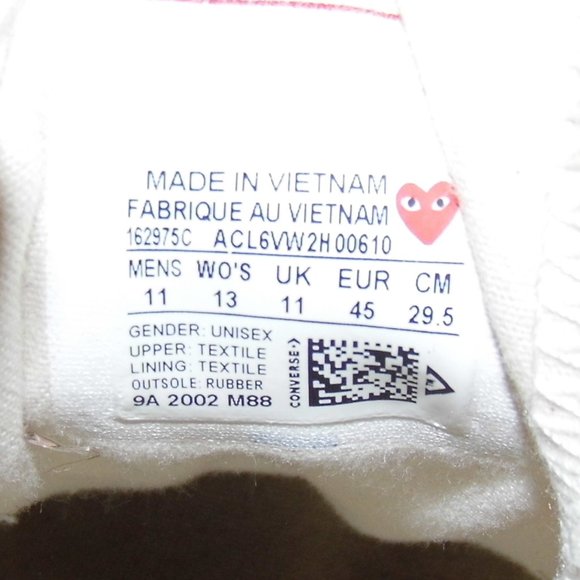 MADE IN VIETNAM
FABRIQUE AU VIETNAM
162975C ACL6VW2H00610
MENS WO'S UK EUR CM
11 13 11 45 29.5
GENDER: UNISEX
UPPER: TEXTILE
LINING: TEXTILE
OUTSOLE: RUBBER
9A 2002 M88
CONVERSE